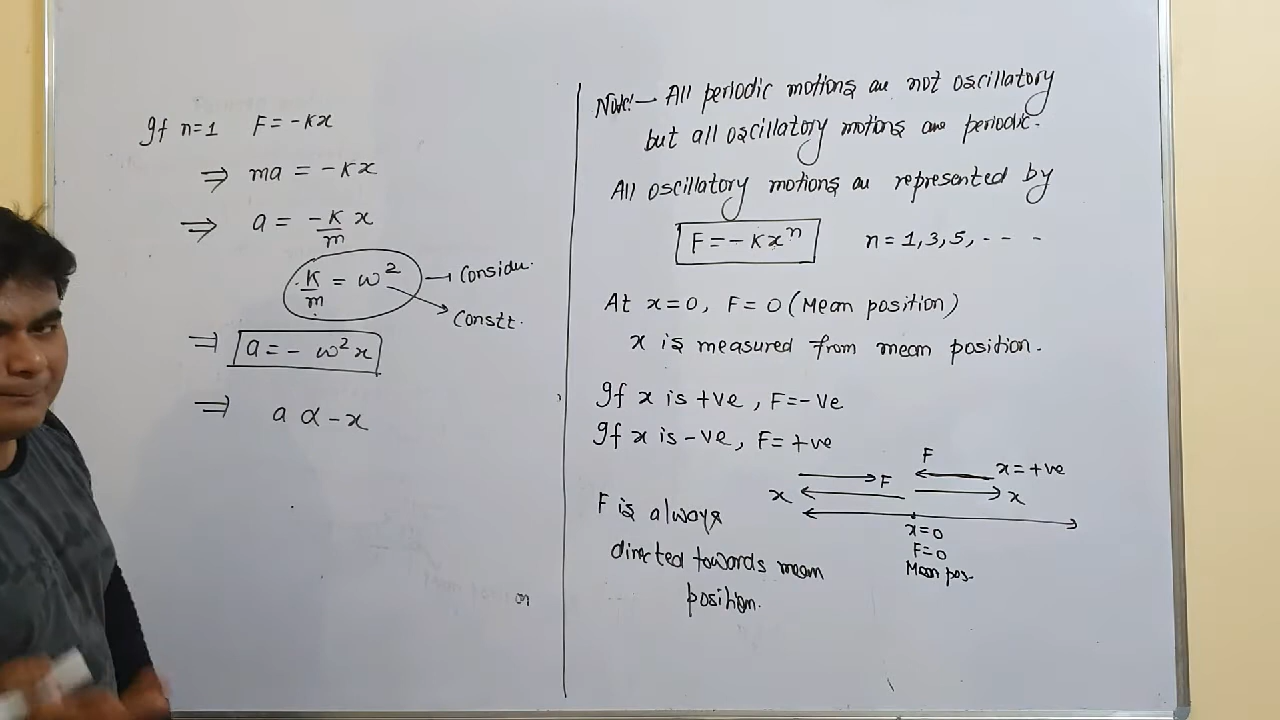 If n=1 F = -Kx
⇒ ma = -Kx
⇒ a = -K/m x
K/m = ω² → Consider.
→ Constt.
⇒ a = - ω²x
⇒ a α - x
Note:- All periodic motions are not oscillatory
but all oscillatory motions are periodic.
All oscillatory motions are represented by
F = -Kxⁿ n = 1, 3, 5, - - -
At x=0, F = 0 (Mean position)
x is measured from mean position.
If x is +ve, F = -ve
If x is -ve, F = +ve
F
F x = +ve
x x
F is always
x=0
F=0
directed towards mean
Mean pos.
position.